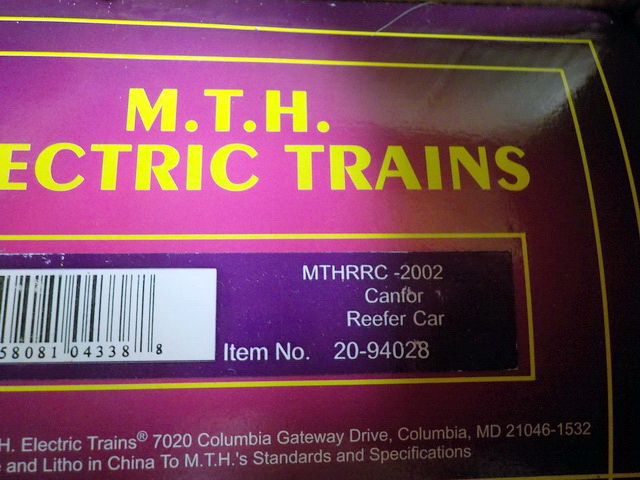 M.T.H.
ECTRIC TRAINS
MTHRRC -2002
Canfor
Reefer Car
58081 04338 8
Item No. 20-94028
H. Electric Trains® 7020 Columbia Gateway Drive, Columbia, MD 21046-1532
and Litho in China To M.T.H.'s Standards and Specifications